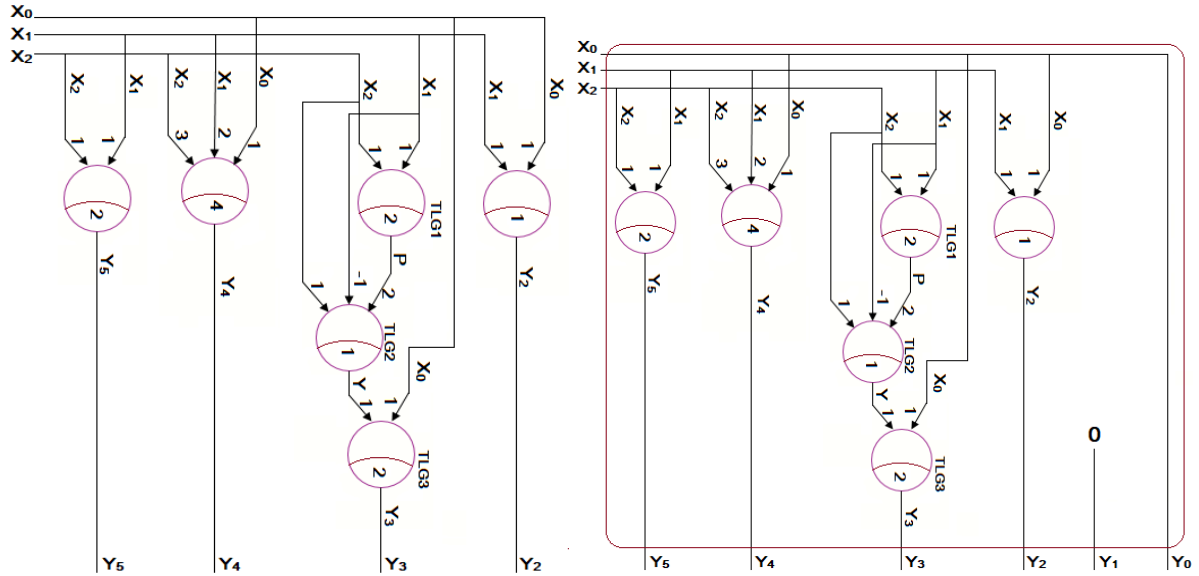 X₀
X₁
X₂
X₂ X₁ X₂ X₁ X₀ X₂ X₁ X₁ X₀
1 1 3 2 1 1 1 1 1
2 4 2 TLG1 1
Y₅ Y₄ P Y₂
1 -1 2
1 TLG2
Y 1 1 X₀
2 TLG3
Y₃
Y₅ Y₄ Y₃ Y₂
X₀
X₁
X₂
X₂ X₁ X₂ X₁ X₀ X₂ X₁ X₁ X₀
1 1 3 2 1 1 1 1 1
2 4 2 TLG1 1
Y₅ Y₄ P Y₂
1 -1 2
1 TLG2
Y 1 1 X₀
0
2 TLG3
Y₃
Y₅ Y₄ Y₃ Y₂ Y₁ Y₀